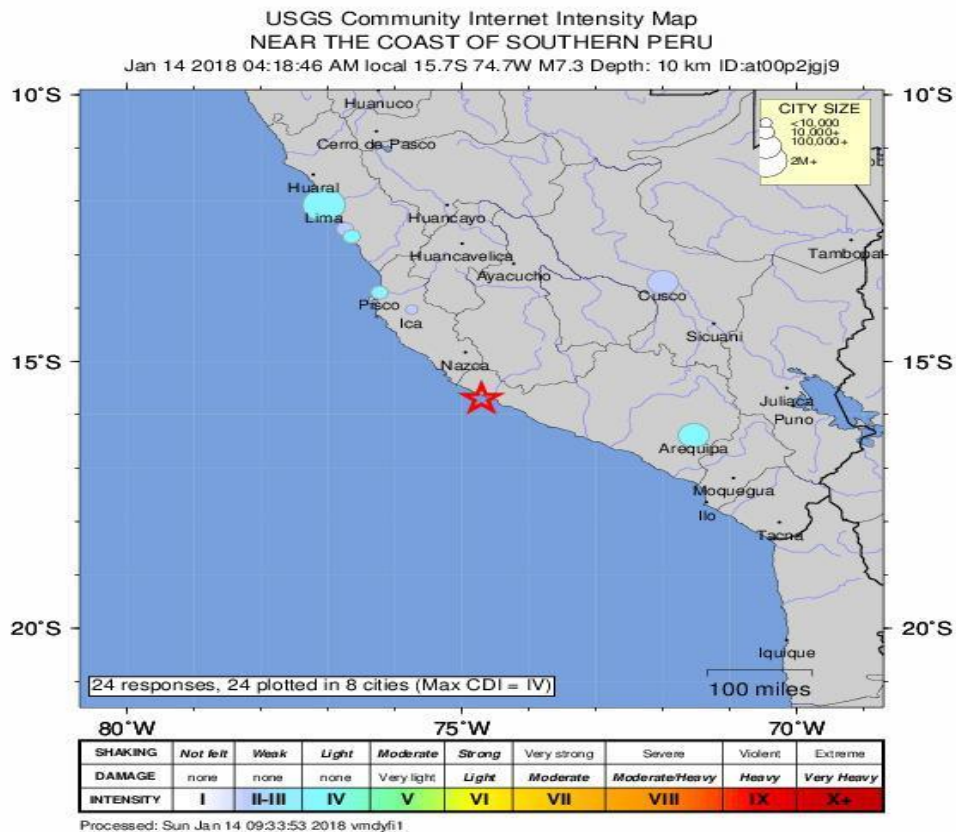 USGS Community Internet Intensity Map
NEAR THE COAST OF SOUTHERN PERU
Jan 14 2018 04:18:46 AM local 15.7S 74.7W M7.3 Depth: 10 km ID:at00p2jgj9
10˚S
10˚S
Huanuco
CITY SIZE
<10,000
10,000+
100,000+
2M+
Cerro de Pasco
Huaral
Lima
Huancayo
Huancavelica
Ayacucho
Tambopat
Pisco
Cusco
Ica
Sicuani
15˚S
15˚S
Nazca
Juliaca
Puno
Arequipa
Moquegua
Ilo
Tacna
20˚S
20˚S
Iquique
24 responses, 24 plotted in 8 cities (Max CDI = IV)
100 miles
80˚W 75˚W 70˚W
SHAKING Not felt Weak Light Moderate Strong Very strong Severe Violent Extreme
DAMAGE none none none Very light Light Moderate Moderate/Heavy Heavy Very Heavy
INTENSITY I II-III IV V VI VII VIII IX X+
Processed: Sun Jan 14 09:33:53 2018 vmdyfi1